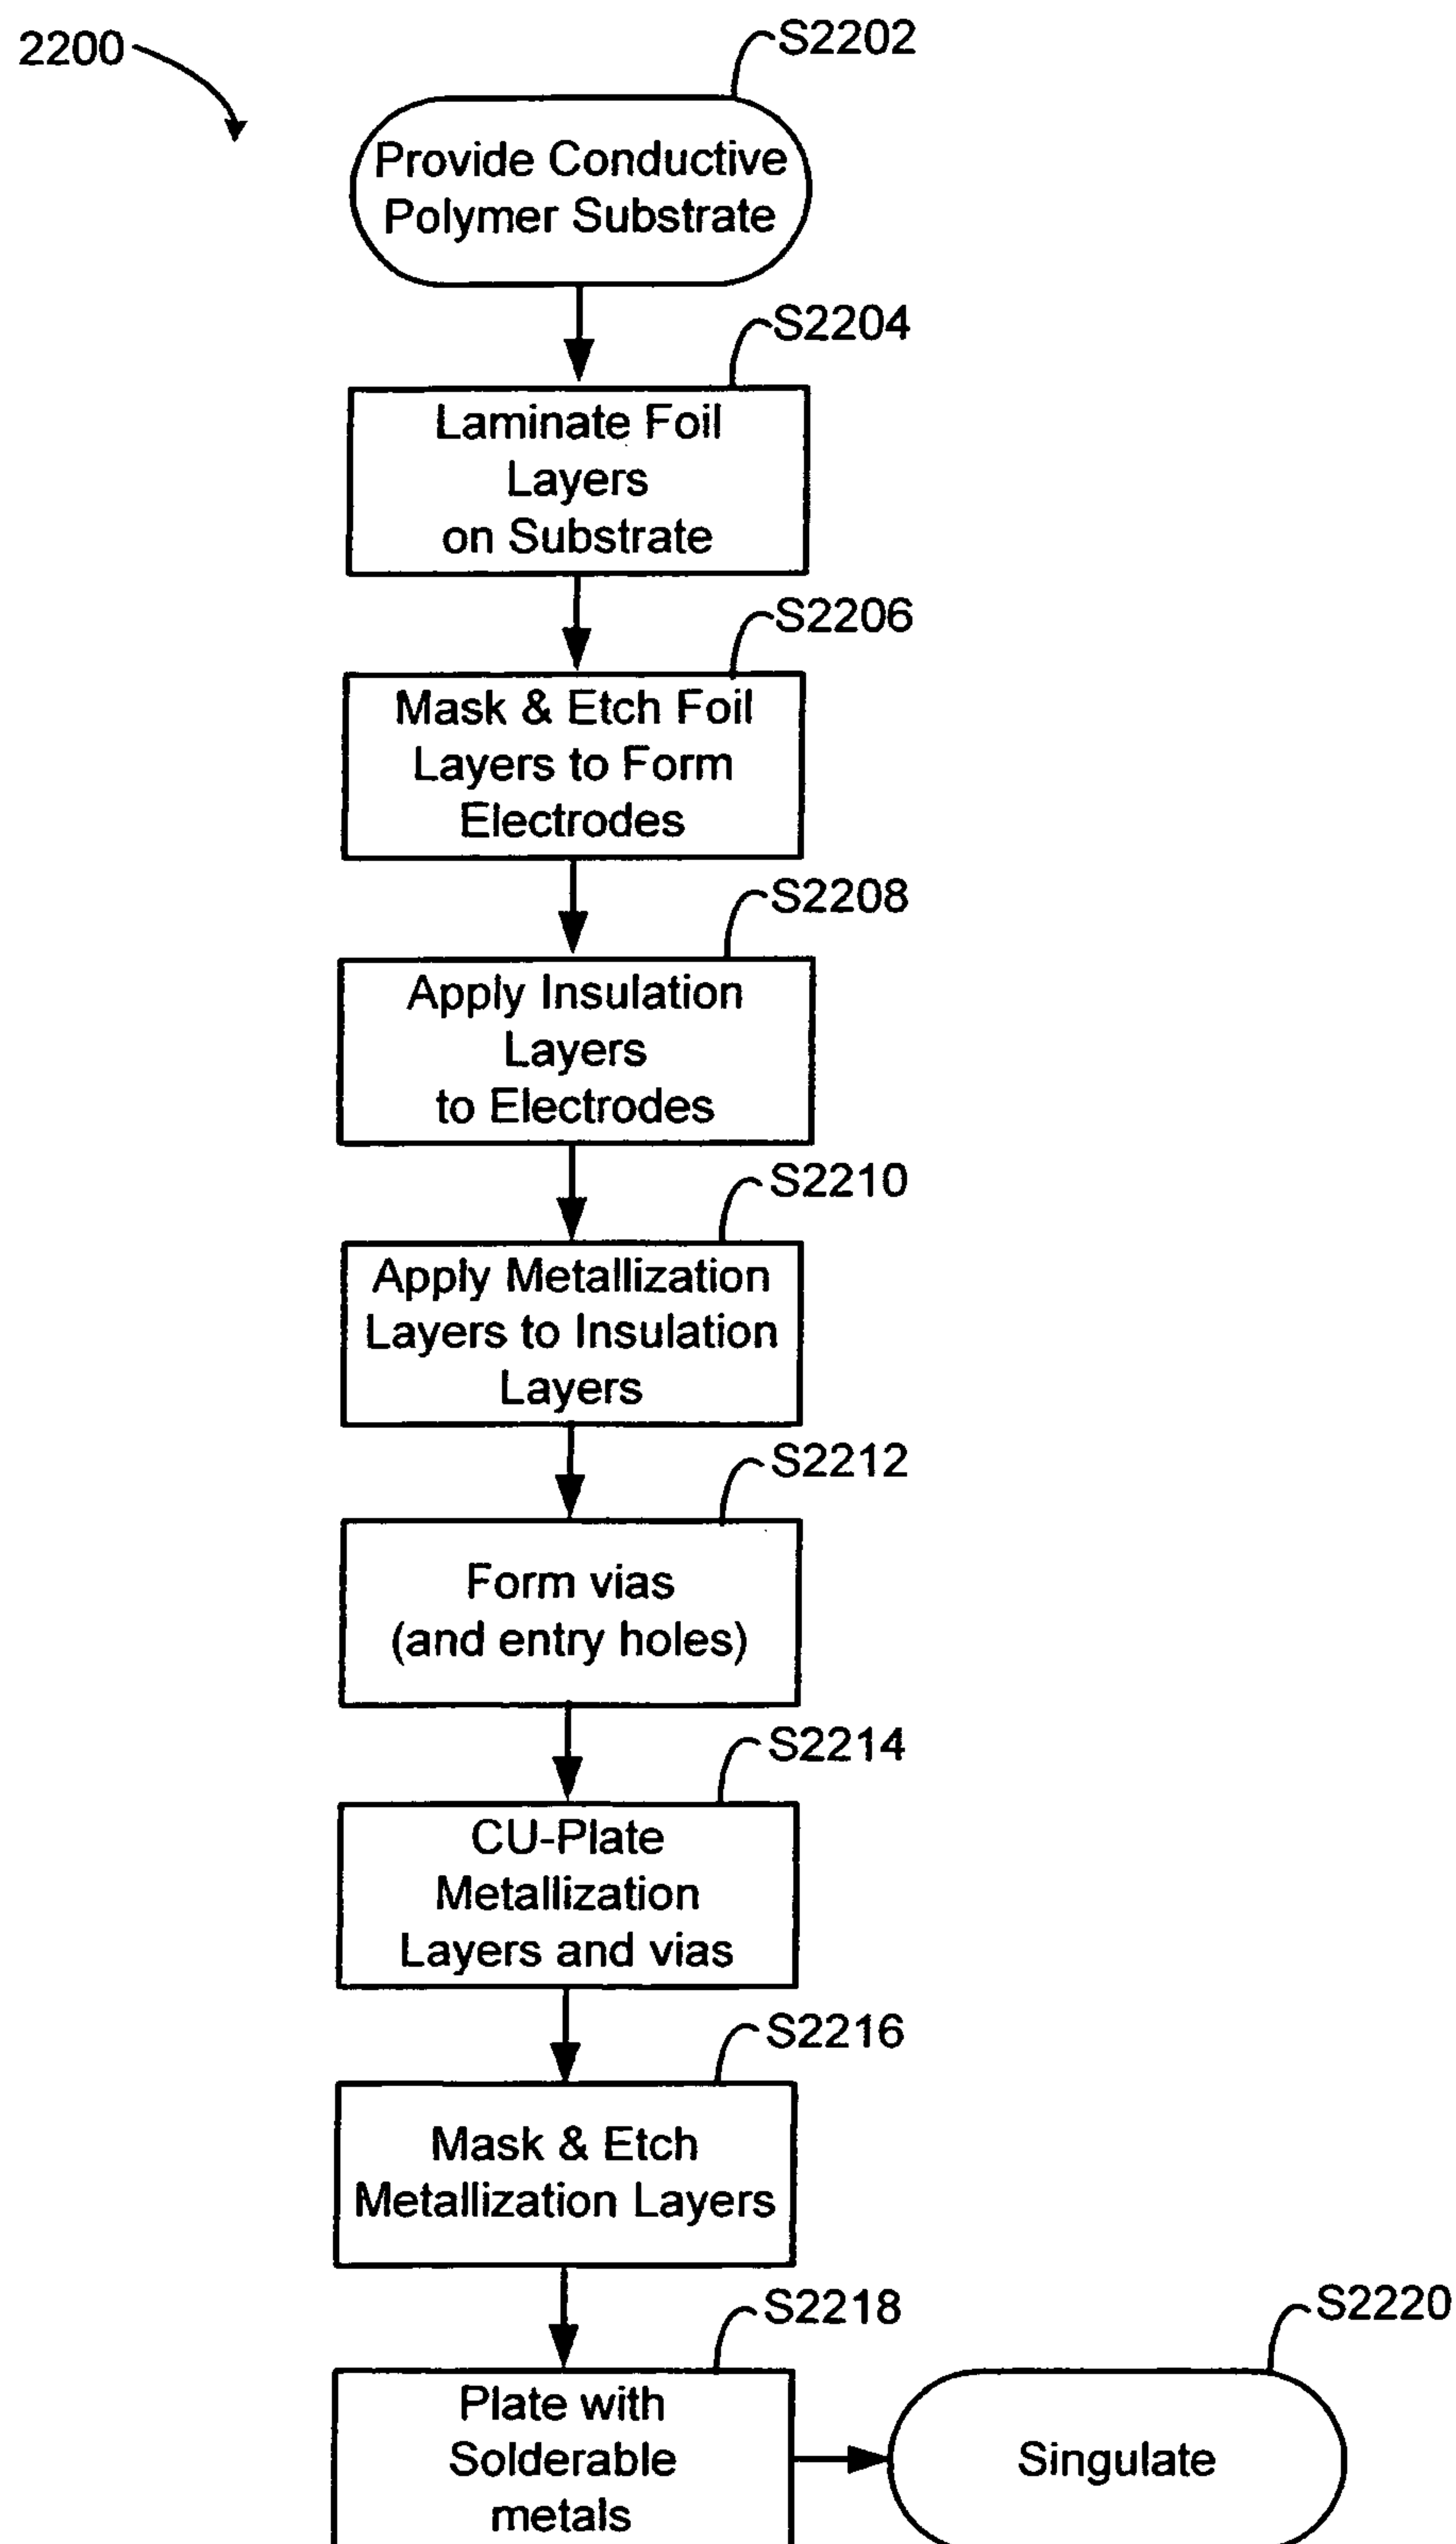 2200
S2202
Provide Conductive
Polymer Substrate
S2204
Laminate Foil
Layers
on Substrate
S2206
Mask & Etch Foil
Layers to Form
Electrodes
S2208
Apply Insulation
Layers
to Electrodes
S2210
Apply Metallization
Layers to Insulation
Layers
S2212
Form vias
(and entry holes)
S2214
CU-Plate
Metallization
Layers and vias
S2216
Mask & Etch
Metallization Layers
S2218
Plate with
Solderable
metals
S2220
Singulate